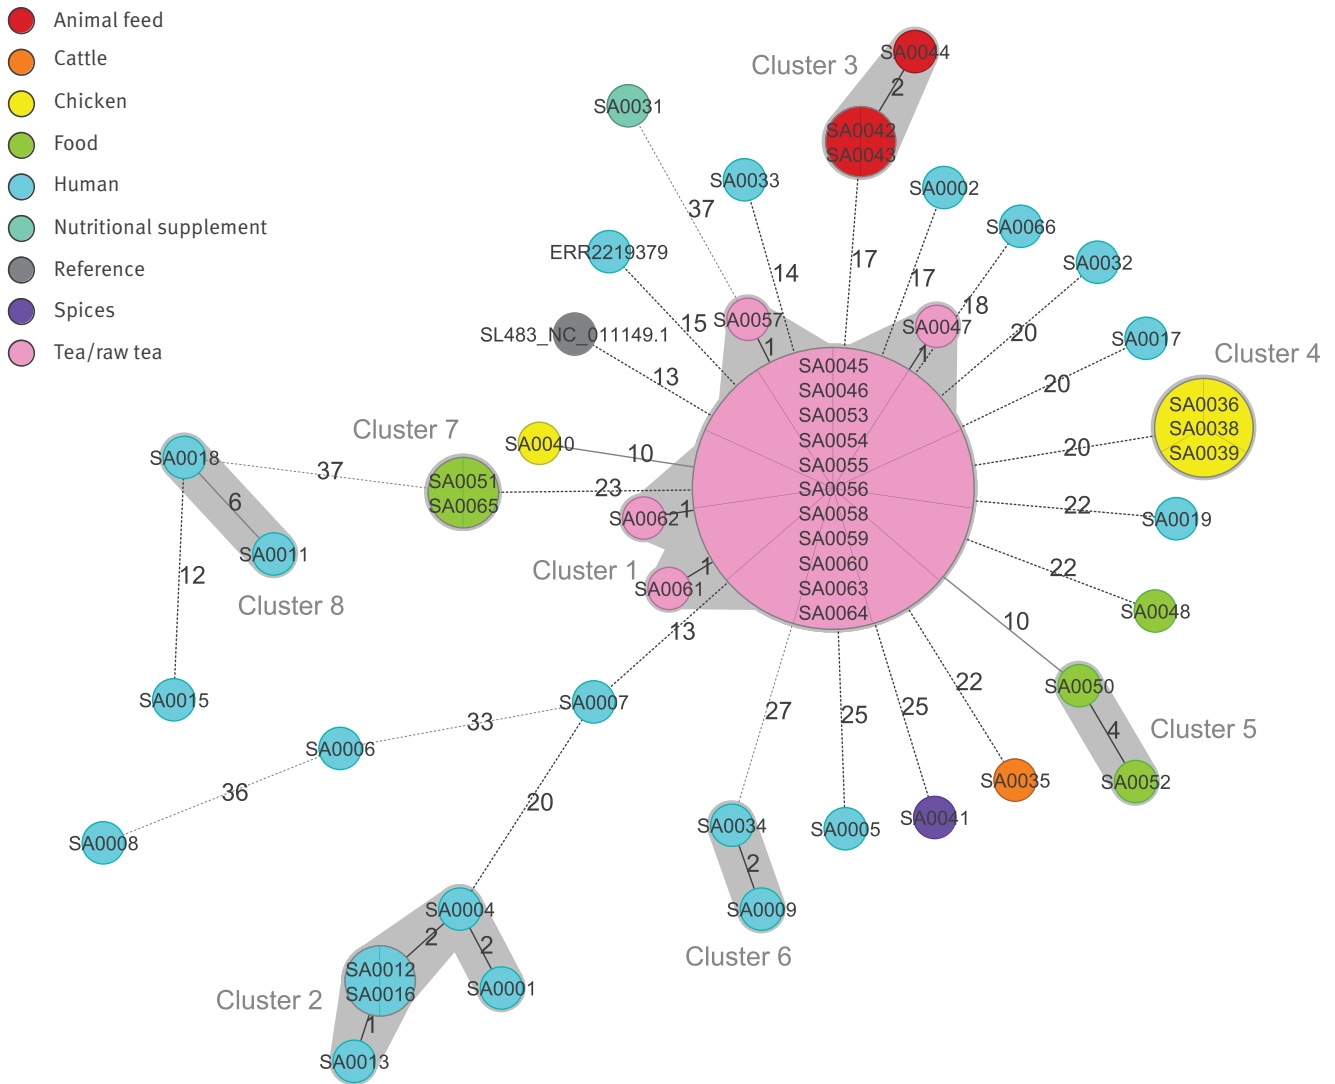 Animal feed
Cattle
Chicken
Food
Human
Nutritional supplement
Reference
Spices
Tea/raw tea
Cluster 3
SA0044
2
SA0042
SA0043
SA0031
SA0033
SA0002
SA0066
SA0032
37
ERR2219379
14
17
17
18
20
SA0057
SA0047
15
1
1
SL483_NC_011149.1
13
SA0017
20
Cluster 4
SA0036
SA0038
SA0039
20
SA0045
SA0046
SA0053
SA0054
SA0055
SA0056
SA0058
SA0059
SA0060
SA0063
SA0064
Cluster 7
SA0040
10
SA0018
37
SA0051
SA0065
23
6
SA0062
1
22
SA0019
SA0011
Cluster 1
SA0061
1
22
SA0048
12
Cluster 8
13
10
SA0015
SA0007
27
25
25
22
SA0050
4
Cluster 5
SA0052
33
SA0006
36
SA0008
20
SA0035
SA0041
SA0005
SA0034
2
SA0009
Cluster 6
SA0004
2
2
SA0012
SA0016
SA0001
Cluster 2
1
SA0013